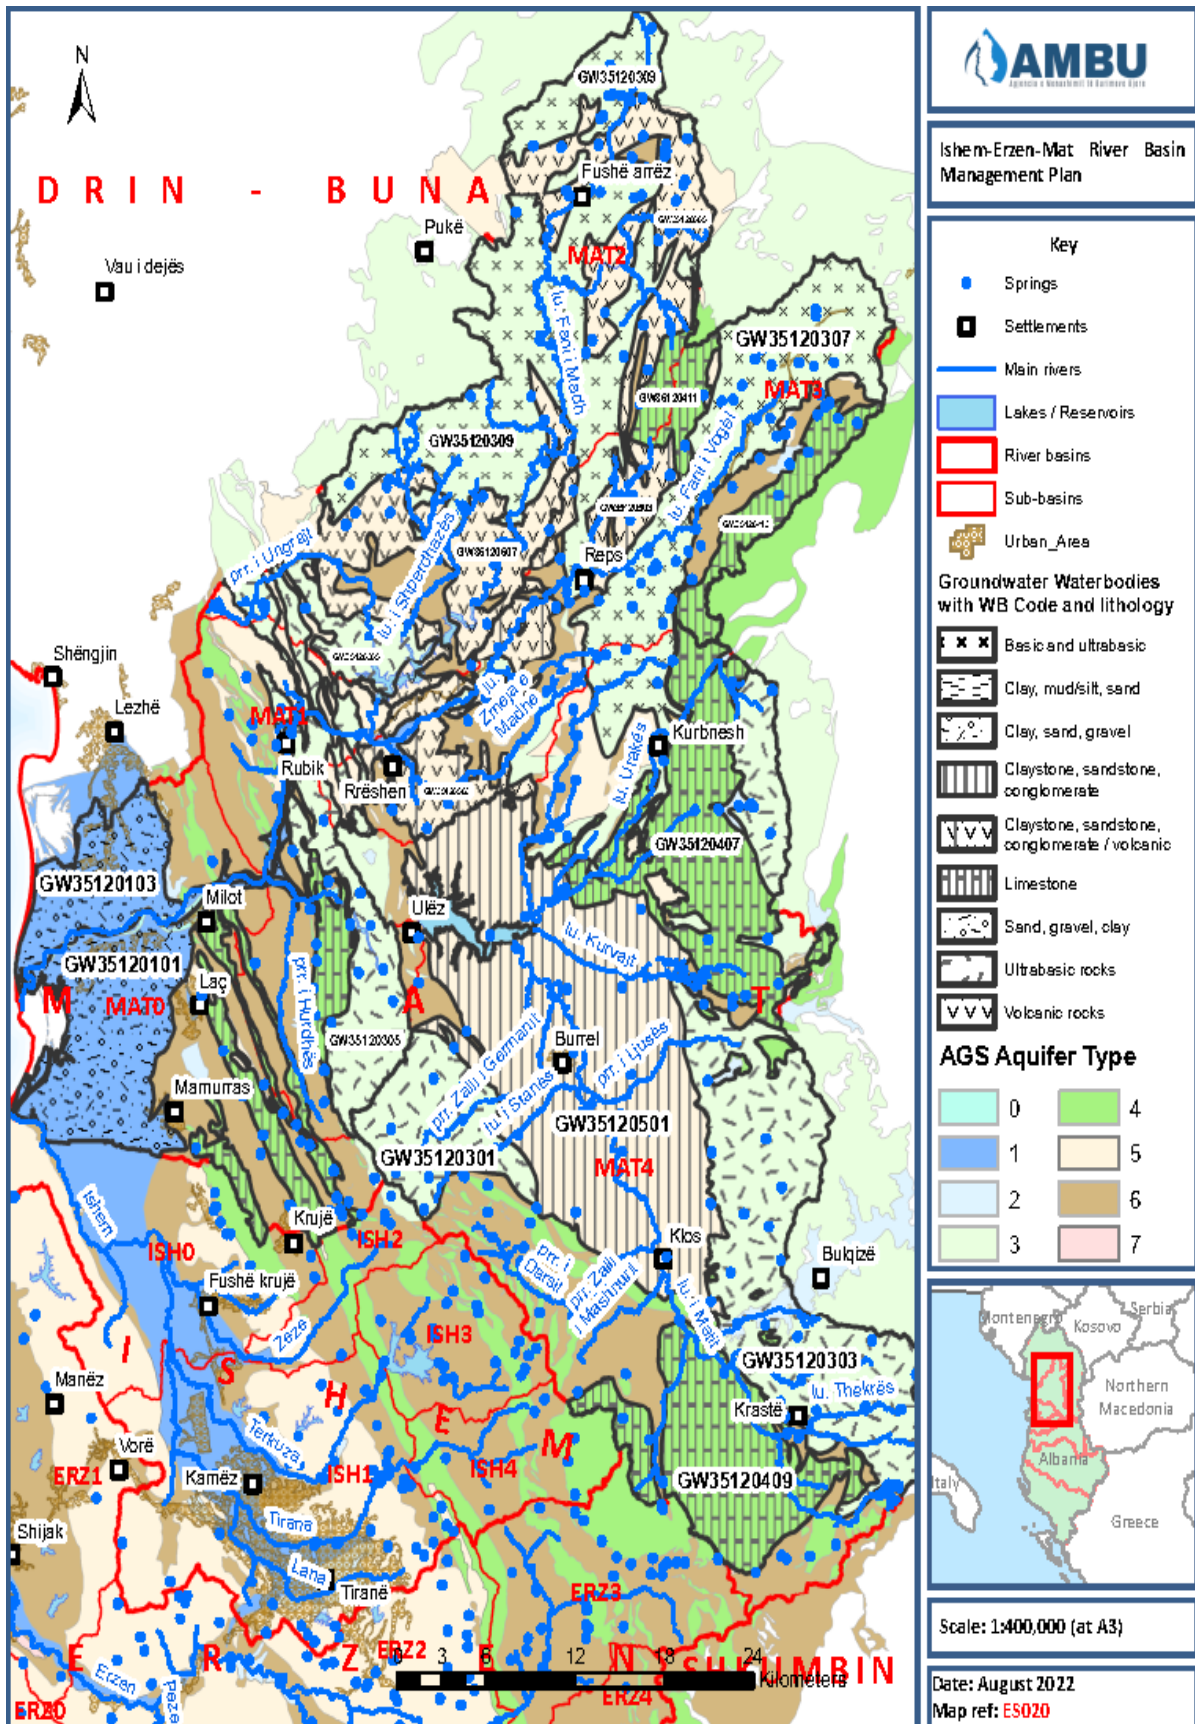 N
DRIN - BUNA
Vau i dejës
Pukë
GW35120309
Fushë arrëz
MAT2
lu. Fani i Madh
GW35120307
MAT3
GW35120309
lu. Fani i Vogël
prr. i Ungrejt
lu. i Shperdhazës
Reps
Shëngjin
Lezhë
MAT1
Rubik
Rrëshen
lu.
Zmeja e
Madhe
lu. Urakës
Kurbnesh
GW35120407
GW35120103
Milot
Ulëz
GW35120101
Laç
MAT0
M
A
T
lu. Kurvajt
prr. i Hurdhës
GW35120305
Burrel
prr. Zalli i Germanit
lu. i Stanës
prr. i Ljusës
Mamurras
GW35120501
GW35120301
MAT4
Ishem
Krujë
ISH0
ISH2
Klos
Bulqizë
prr. i
Darsit
prr. Zalli
i Mashnunit
lu. i Matit
Fushë krujë
Zeze
ISH3
GW35120303
lu. Thekrës
Krastë
I
S
H
E
M
Manëz
Vorë
ERZ1
Terkuza
Kamëz
ISH1
ISH4
GW35120409
Tirana
Shijak
Lana
Tiranë
ERZ3
E
R
Z
E
N
SHKUMBIN
ERZ2
Erzen
ERZ0
ERZ4
0 3 6 12 18 24
Kilometers
AMBU
Ishem-Erzen-Mat River Basin
Management Plan
Key
Springs
Settlements
Main rivers
Lakes / Reservoirs
River basins
Sub-basins
Urban_Area
Groundwater Waterbodies
with WB Code and lithology
Basic and ultrabasic
Clay, mud/silt, sand
Clay, sand, gravel
Claystone, sandstone,
conglomerate
Claystone, sandstone,
conglomerate / volcanic
Limestone
Sand, gravel, clay
Ultrabasic rocks
Volcanic rocks
AGS Aquifer Type
0 4
1 5
2 6
3 7
Montenegro
Serbia
Kosovo
Northern
Macedonia
Albania
Italy
Greece
Scale: 1:400,000 (at A3)
Date: August 2022
Map ref: ES020